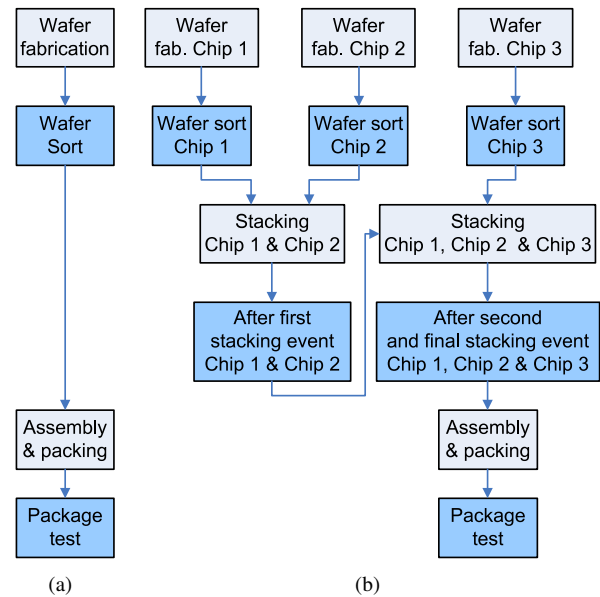 Wafer
fabrication
Wafer
Sort
Assembly
& packing
Package
test
(a)
Wafer
fab. Chip 1
Wafer
fab. Chip 2
Wafer
fab. Chip 3
Wafer sort
Chip 1
Wafer sort
Chip 2
Wafer sort
Chip 3
Stacking
Chip 1 & Chip 2
Stacking
Chip 1, Chip 2 & Chip 3
After first
stacking event
Chip 1 & Chip 2
After second
and final stacking event
Chip 1, Chip 2 & Chip 3
Assembly
& packing
Package
test
(b)